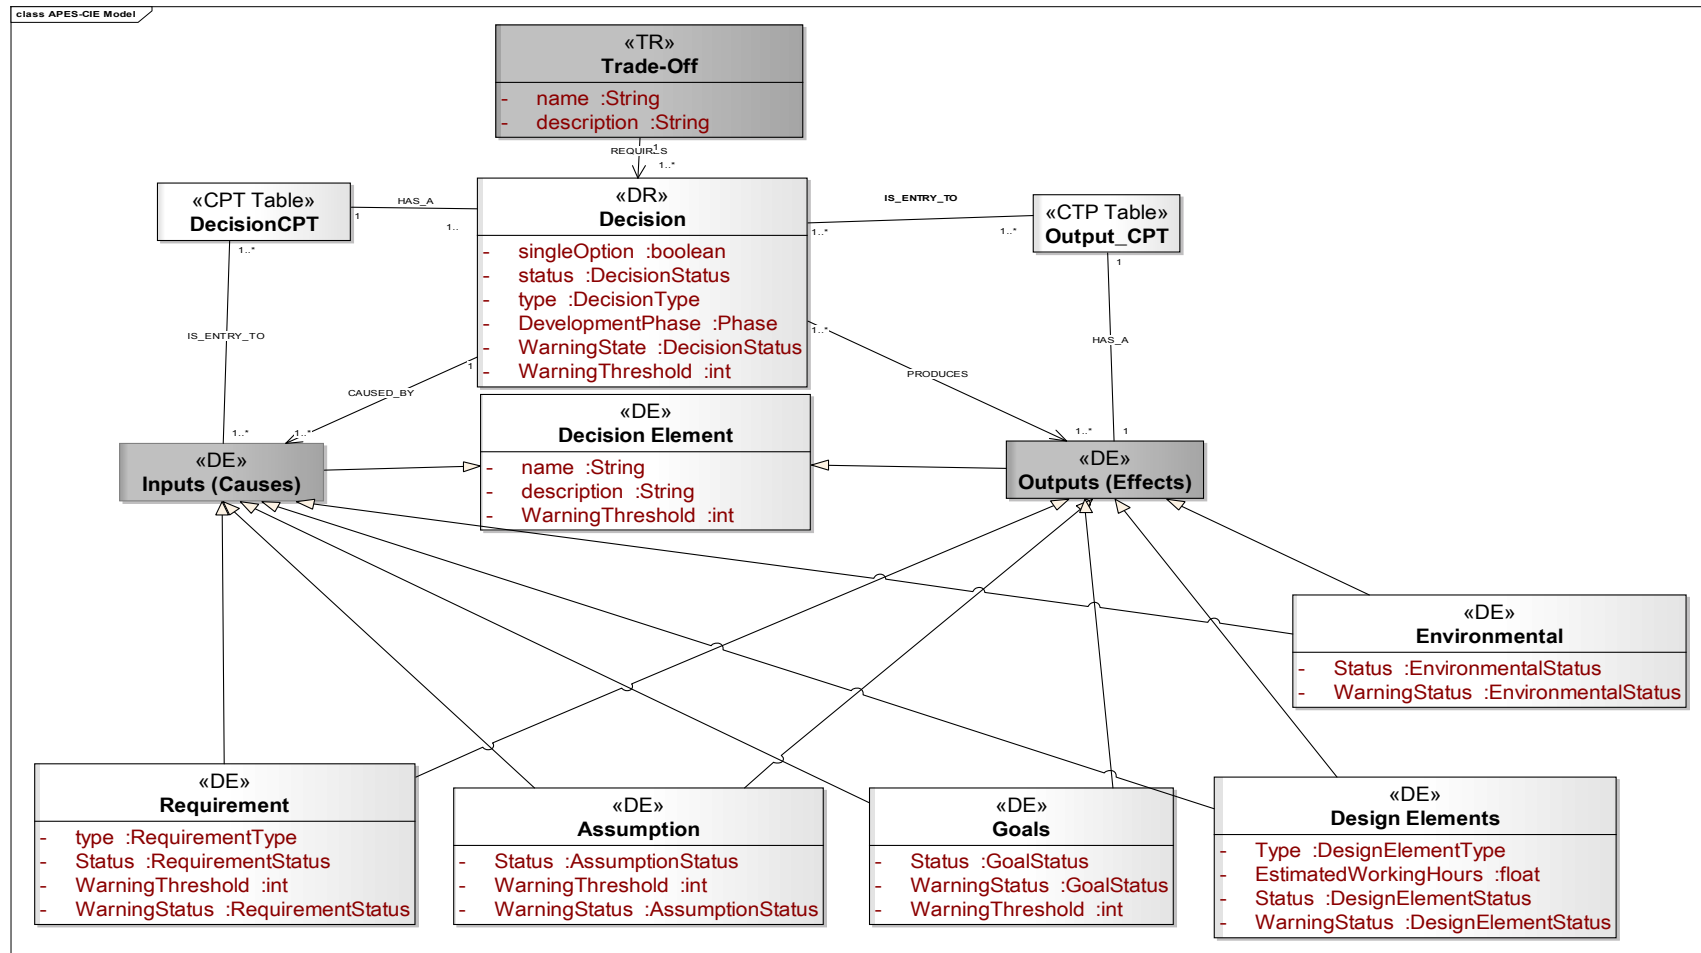 class APES-CIE Model
«TR»
Trade-Off
- name :String
- description :String
1
REQUIRES
1..*
«CPT Table»
DecisionCPT
1
HAS_A
1..
1..*
«DR»
Decision
- singleOption :boolean
- status :DecisionStatus
- type :DecisionType
- DevelopmentPhase :Phase
- WarningState :DecisionStatus
- WarningThreshold :int
IS_ENTRY_TO
1..*
1..*
«CTP Table»
Output_CPT
1
IS_ENTRY_TO
1..*
HAS_A
1
CAUSED_BY
1..*
PRODUCES
1..*
1..*
1
«DE»
Decision Element
- name :String
- description :String
- WarningThreshold :int
«DE»
Inputs (Causes)
«DE»
Outputs (Effects)
«DE»
Environmental
- Status :EnvironmentalStatus
- WarningStatus :EnvironmentalStatus
«DE»
Requirement
- type :RequirementType
- Status :RequirementStatus
- WarningThreshold :int
- WarningStatus :RequirementStatus
«DE»
Assumption
- Status :AssumptionStatus
- WarningThreshold :int
- WarningStatus :AssumptionStatus
«DE»
Goals
- Status :GoalStatus
- WarningStatus :GoalStatus
- WarningThreshold :int
«DE»
Design Elements
- Type :DesignElementType
- EstimatedWorkingHours :float
- Status :DesignElementStatus
- WarningStatus :DesignElementStatus